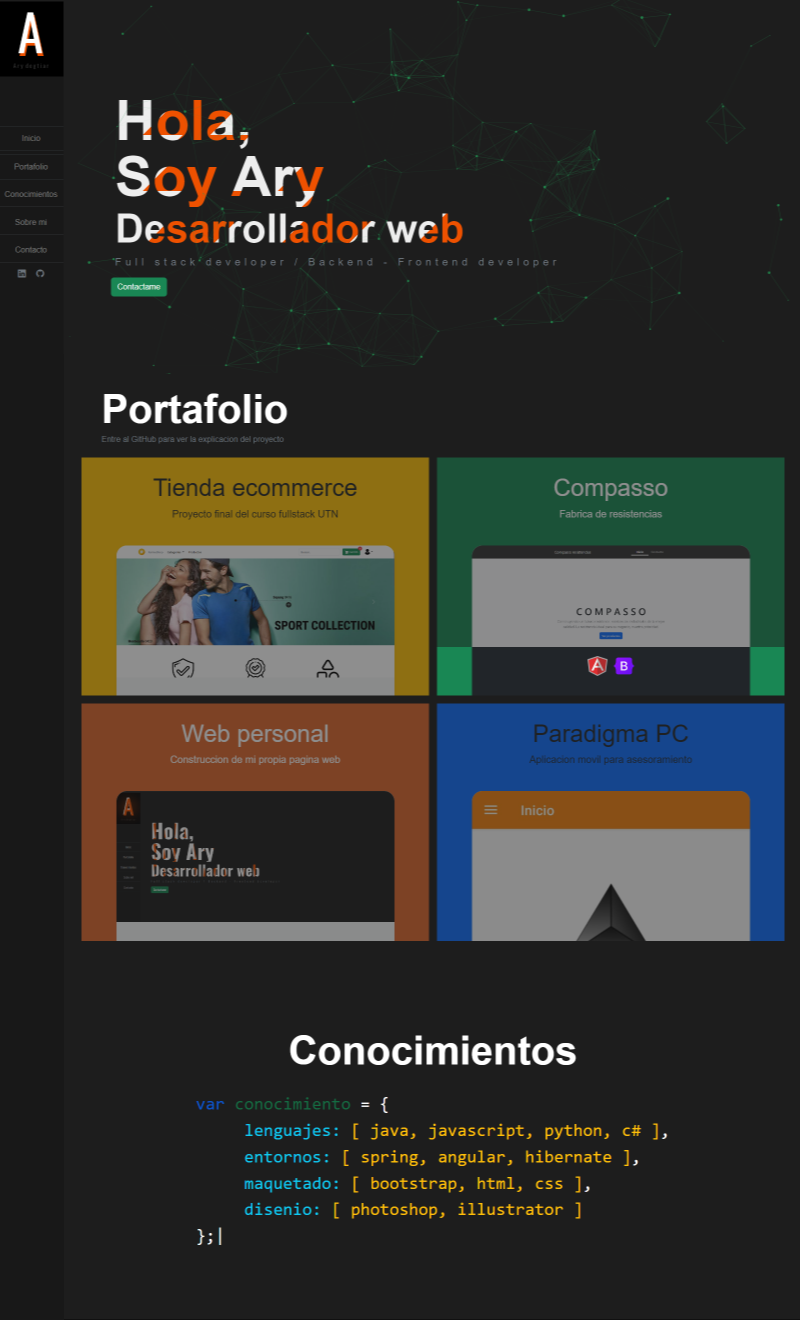 A
Inicio
Portafolio
Conocimientos
Sobre mi
Contacto
Hola,
Soy Ary
Desarrollador web
Full stack developer / Backend - Frontend developer
Contactame
Portafolio
Entre al GitHub para ver la explicacion del proyecto
Tienda ecommerce
Proyecto final del curso fullstack UTN
SPORT COLLECTION
Compasso
Fabrica de resistencias
COMPASSO
A B
Web personal
Construccion de mi propia pagina web
A
Hola,
Soy Ary
Desarrollador web
Paradigma PC
Aplicacion movil para asesoramiento
Inicio
Conocimientos
var conocimiento = {
lenguajes: [ java, javascript, python, c# ],
entornos: [ spring, angular, hibernate ],
maquetado: [ bootstrap, html, css ],
disenio: [ photoshop, illustrator ]
};|